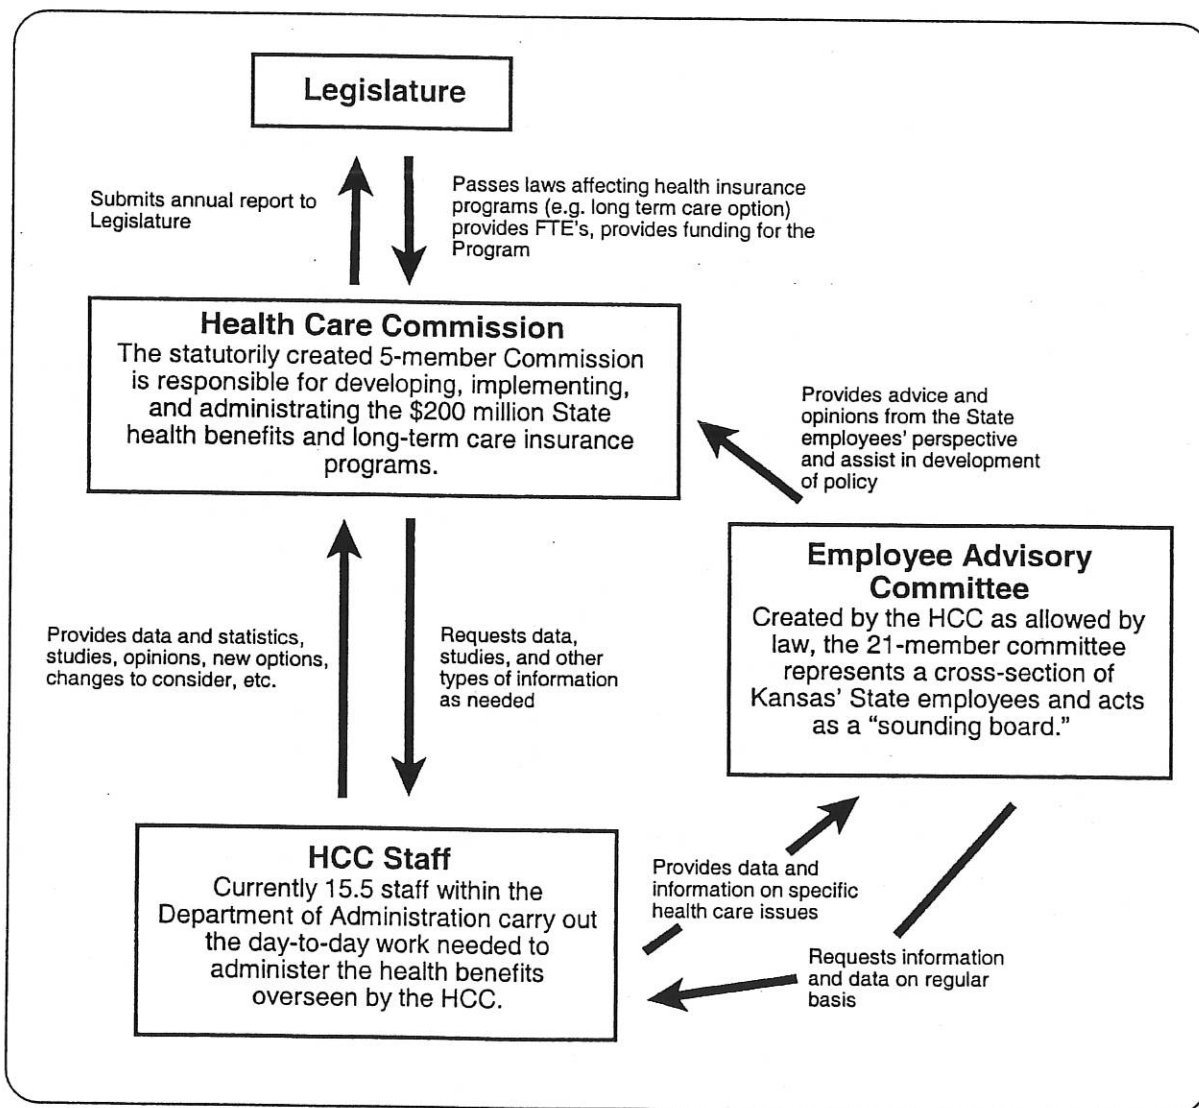 Legislature
Submits annual report to
Legislature
Passes laws affecting health insurance
programs (e.g. long term care option)
provides FTE's, provides funding for the
Program
Health Care Commission
The statutorily created 5-member Commission
is responsible for developing, implementing,
and administrating the $200 million State
health benefits and long-term care insurance
programs.
Provides advice and
opinions from the State
employees' perspective
and assist in development
of policy
Employee Advisory
Committee
Created by the HCC as allowed by
law, the 21-member committee
represents a cross-section of
Kansas' State employees and acts
as a “sounding board.”
Provides data and statistics,
studies, opinions, new options,
changes to consider, etc.
Requests data,
studies, and other
types of information
as needed
HCC Staff
Currently 15.5 staff within the
Department of Administration carry out
the day-to-day work needed to
administer the health benefits
overseen by the HCC.
Provides data and
information on specific
health care issues
Requests information
and data on regular
basis